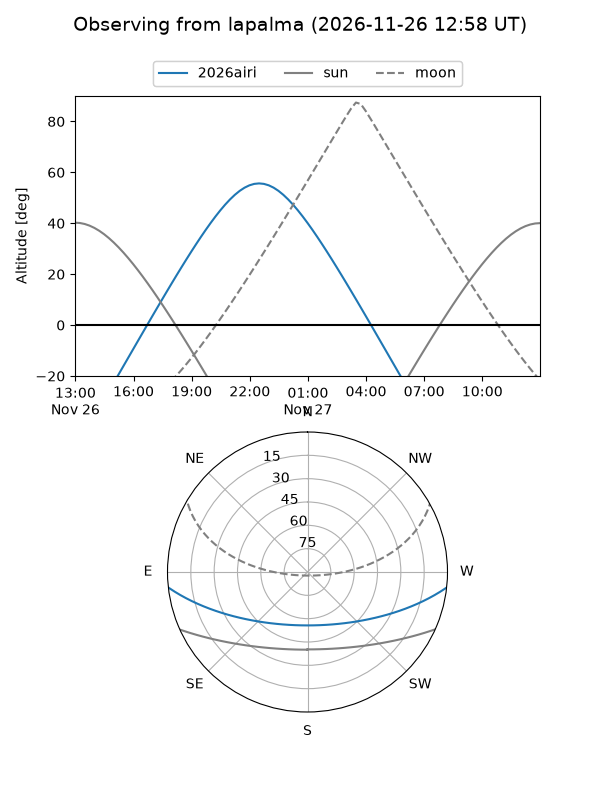 Observing from lapalma (2026-11-26 12:58 UT)
2026airi sun moon
Altitude [deg]
80
60
40
20
0
−20
13:00 16:00 19:00 22:00 01:00 04:00 07:00 10:00
Nov 26 Nov 27
N
NE NW
15
30
45
60
75
E W
SE SW
S